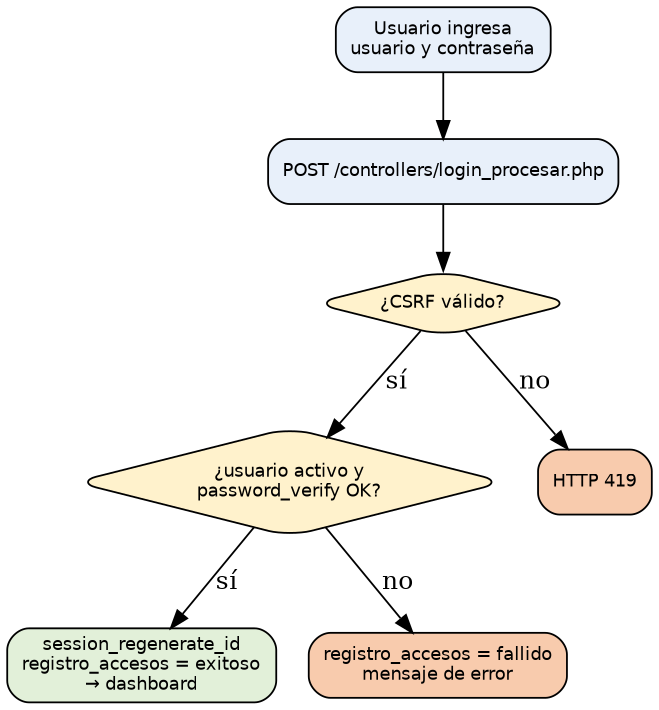 Usuario ingresa
usuario y contraseña
POST /controllers/login_procesar.php
¿CSRF válido?
sí
no
¿usuario activo y
password_verify OK?
HTTP 419
sí
no
session_regenerate_id
registro_accesos = exitoso
→ dashboard
registro_accesos = fallido
mensaje de error